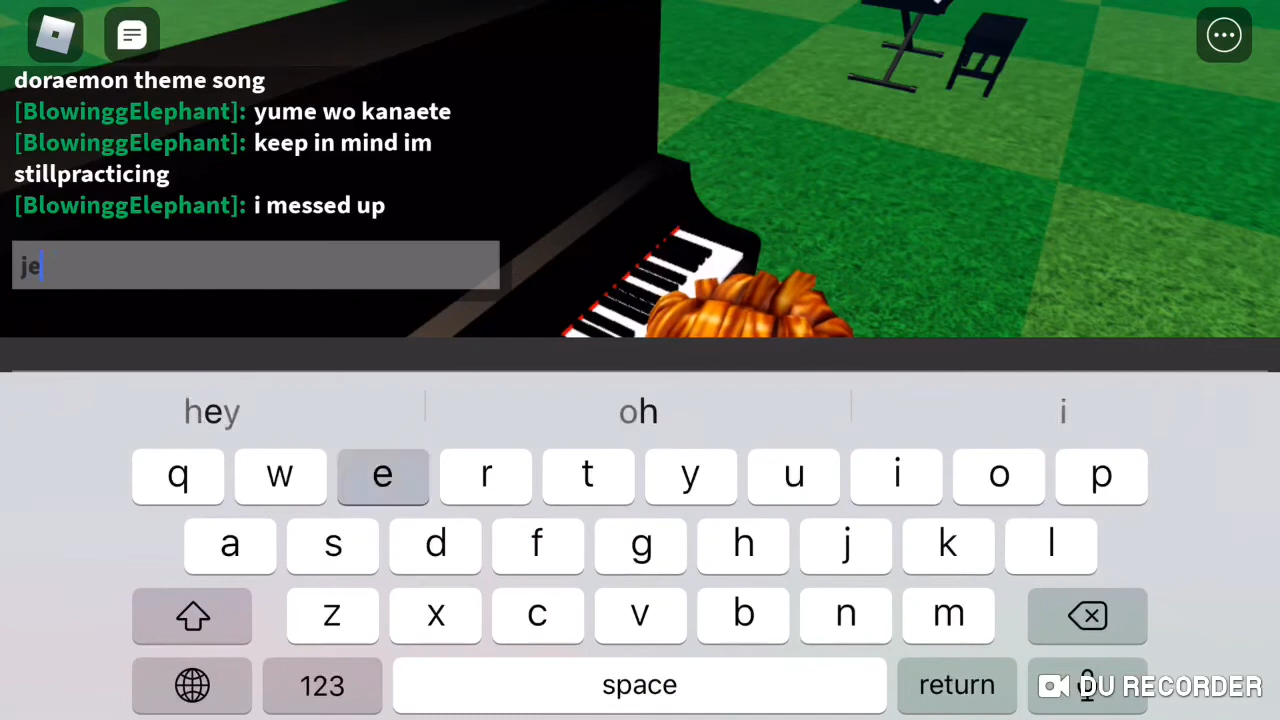 doraemon theme song
[BlowinggElephant]: yume wo kanaete
[BlowinggElephant]: keep in mind im
stillpracticing
[BlowinggElephant]: i messed up
je
hey oh i
q w e r t y u i o p
a s d f g h j k l
z x c v b n m
123 space return
DU RECORDER